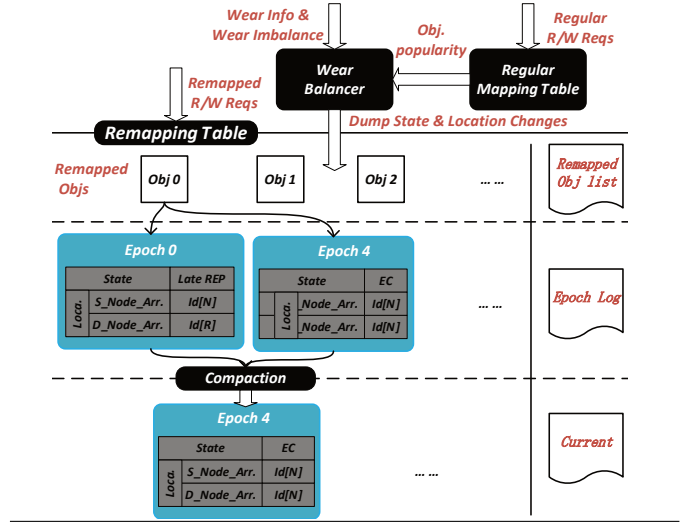 Wear Info &
Wear Imbalance
Obj.
popularity
Regular
R/W Reqs
Wear
Balancer
Regular
Mapping Table
Remapped
R/W Reqs
Dump State & Location Changes
Remapping Table
Remapped
Objs
Obj 0
Obj 1
Obj 2
... ...
Remapped
Obj list
Epoch 0
State
Late REP
Loca.
S_Node_Arr.
Id[N]
D_Node_Arr.
Id[R]
Epoch 4
State
EC
Loca.
_Node_Arr.
Id[N]
_Node_Arr.
Id[N]
... ...
Epoch Log
Compaction
Epoch 4
State
EC
Loca.
S_Node_Arr.
Id[N]
D_Node_Arr.
Id[N]
... ...
Current